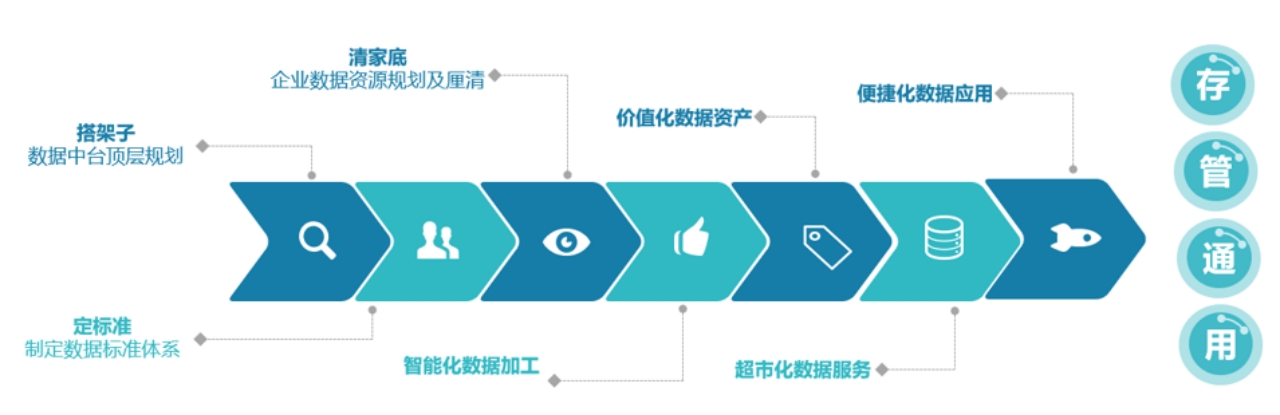 清家底
企业数据资源规划及厘清
便捷化数据应用
价值化数据资产
搭架子
数据中台顶层规划
定标准
制定数据标准体系
智能化数据加工
超市化数据服务
存
管
通
用